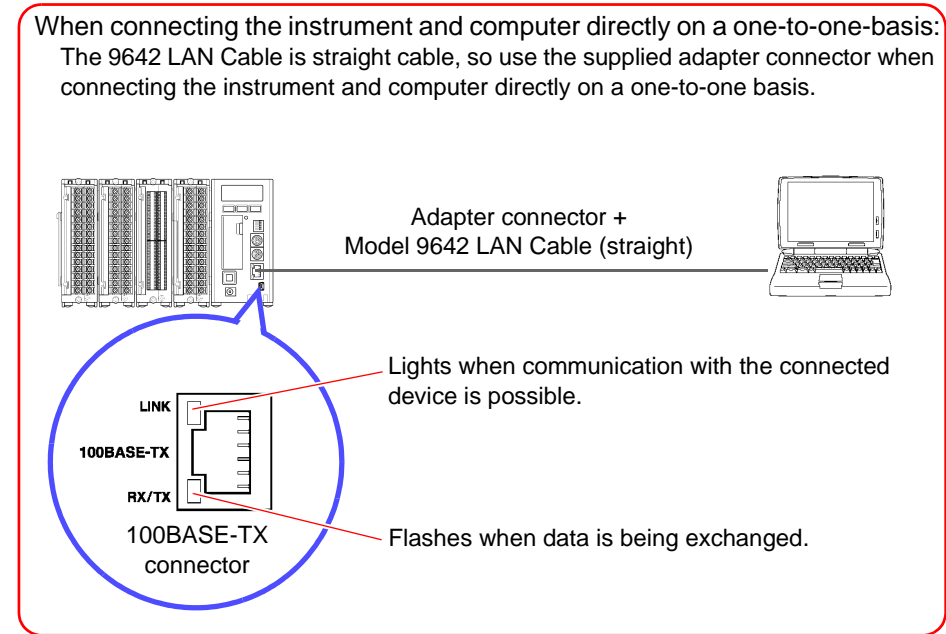 When connecting the instrument and computer directly on a one-to-one-basis:
The 9642 LAN Cable is straight cable, so use the supplied adapter connector when
connecting the instrument and computer directly on a one-to-one basis.
Adapter connector +
Model 9642 LAN Cable (straight)
Lights when communication with the connected
device is possible.
LINK
100BASE-TX
RX/TX
100BASE-TX
connector
Flashes when data is being exchanged.